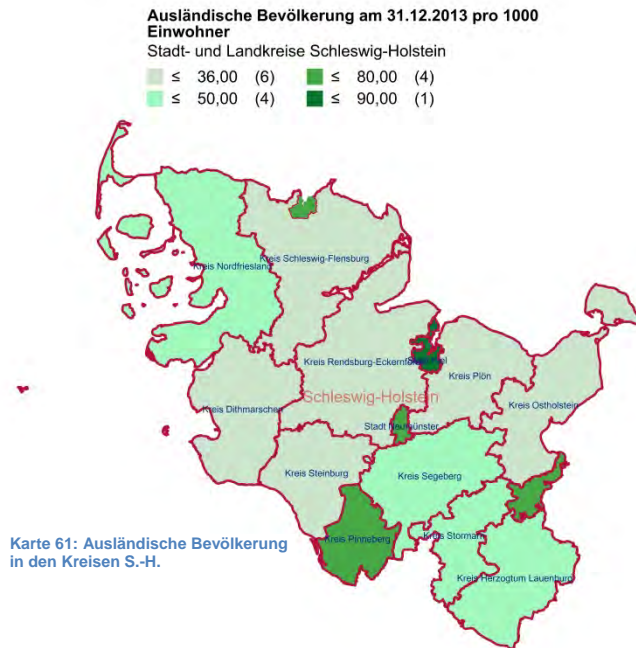 Ausländische Bevölkerung am 31.12.2013 pro 1000
Einwohner
Stadt- und Landkreise Schleswig-Holstein
≤ 36,00 (6) ≤ 80,00 (4)
≤ 50,00 (4) ≤ 90,00 (1)
Kreis Schleswig-Flensburg
Kreis Nordfriesland
Kreis Rendsburg-Eckernförde
Kreis Plön
Schleswig-Holstein
Kreis Ostholstein
Kreis Dithmarschen
Stadt Neumünster
Kreis Steinburg
Kreis Segeberg
Kreis Pinneberg
Kreis Stormarn
Karte 61: Ausländische Bevölkerung
in den Kreisen S.-H.
Kreis Herzogtum Lauenburg